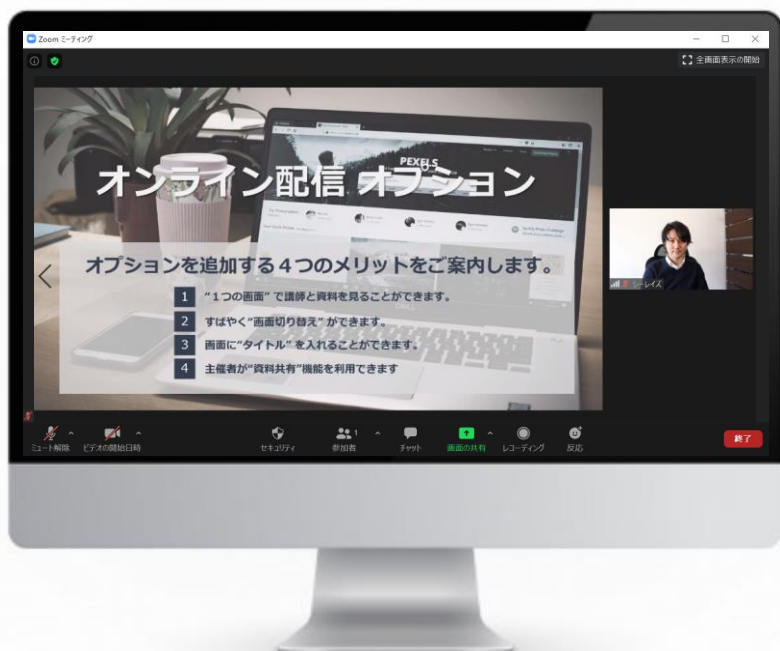 Zoom ミーティング
全画面表示の開始
PEXELS
オンライン配信 オプション
オプションを追加する4つのメリットをご案内します。
1 “1つの画面” で講師と資料を見ることができます。
2 すばやく“画面切り替え” ができます。
3 画面に“タイトル” を入れることができます。
4 主催者が“資料共有”機能を利用できます
シーレイズ
ミュート解除 ビデオの開始日時 セキュリティ 参加者 1 チャット 画面の共有 レコーディング 反応 終了